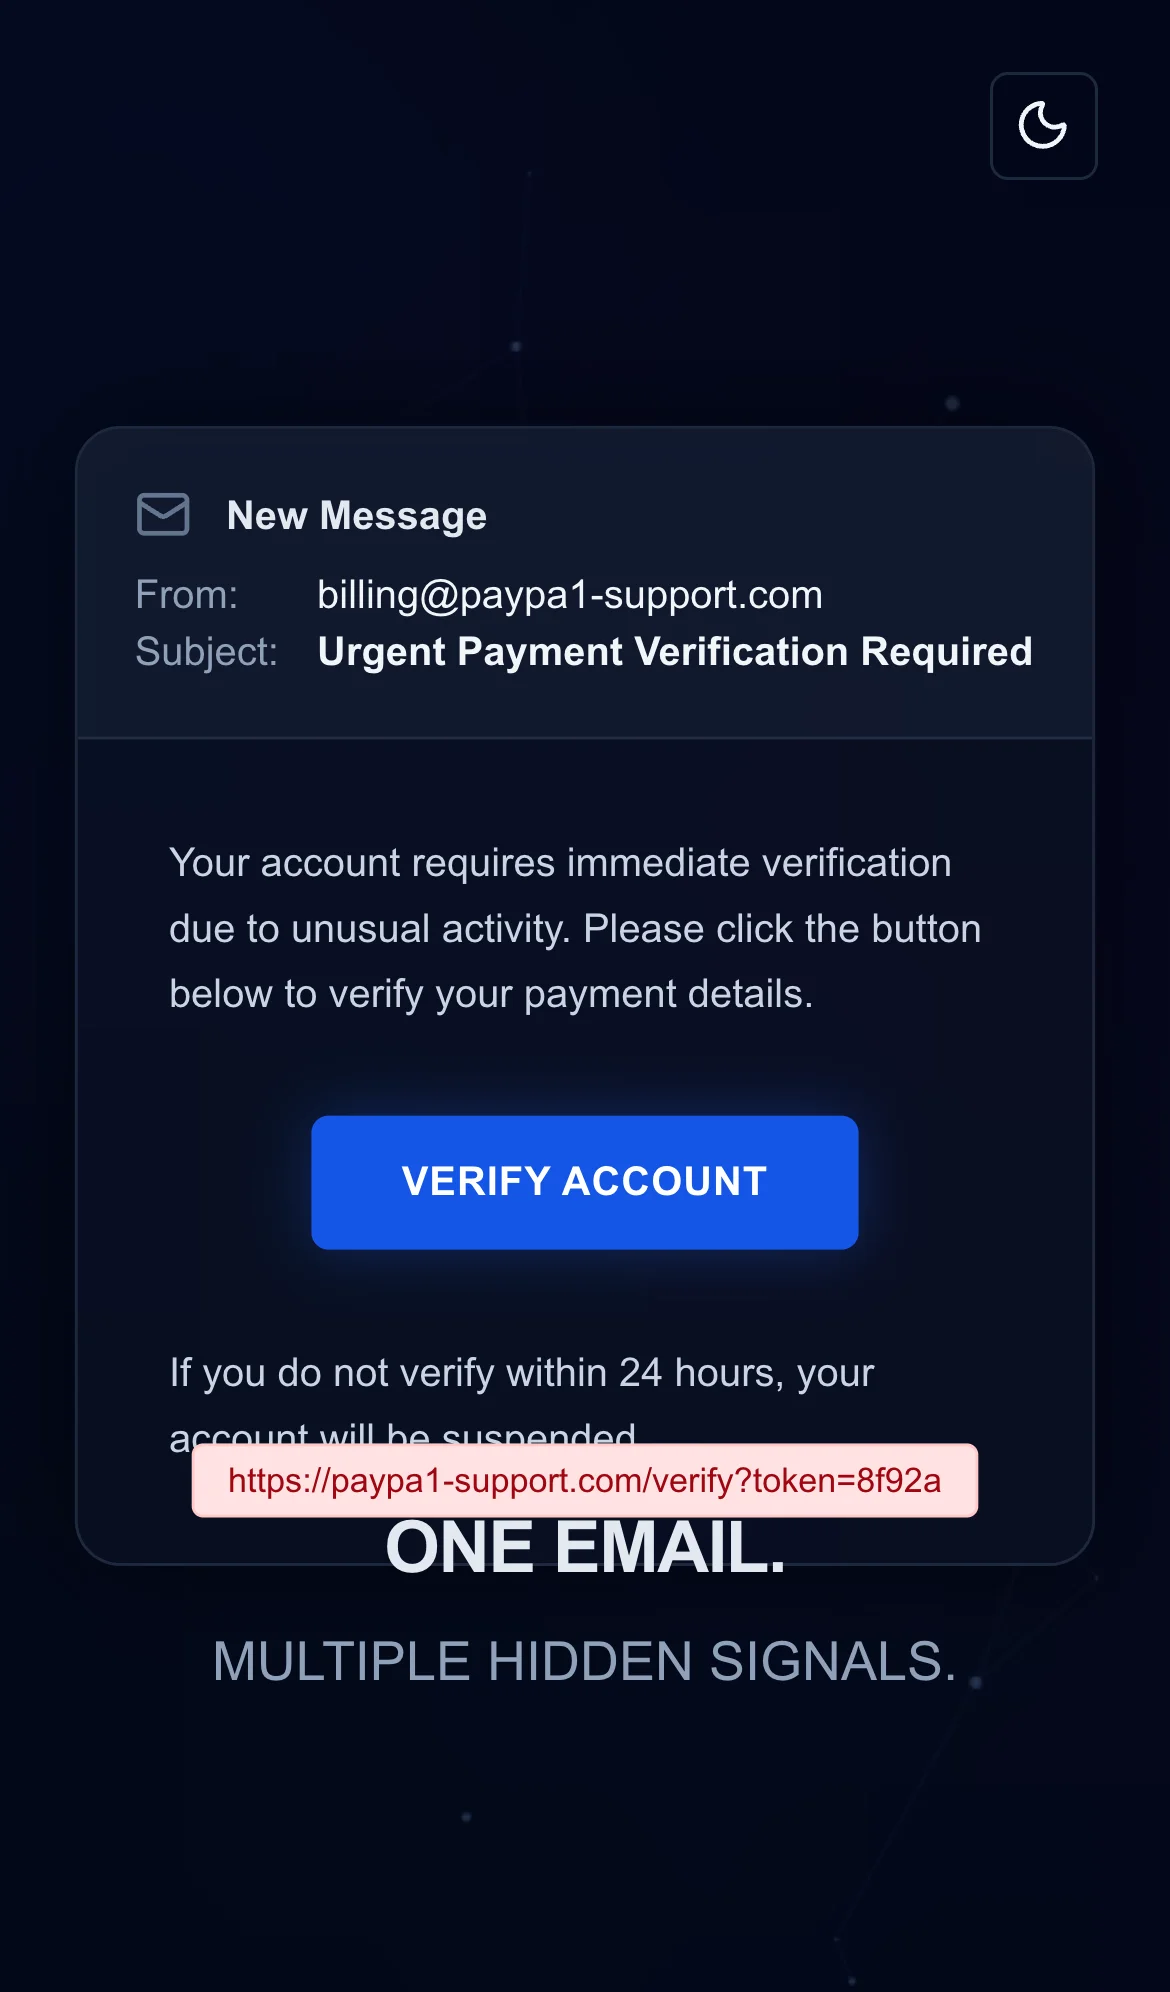 New Message
From: billing@paypa1-support.com
Subject: Urgent Payment Verification Required
Your account requires immediate verification
due to unusual activity. Please click the button
below to verify your payment details.
VERIFY ACCOUNT
If you do not verify within 24 hours, your
account will be suspended
https://paypa1-support.com/verify?token=8f92a
ONE EMAIL.
MULTIPLE HIDDEN SIGNALS.